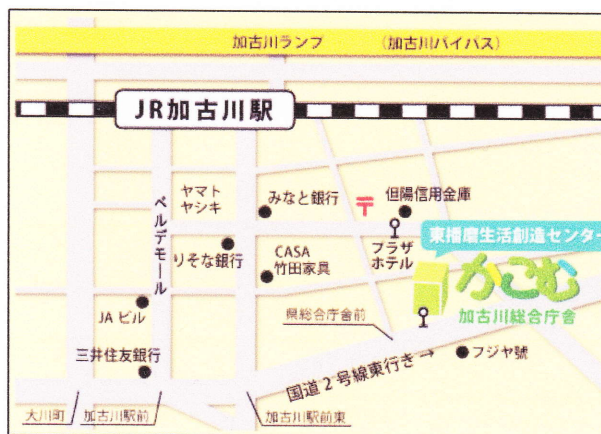 加古川ランプ (加古川バイパス)
JR加古川駅
ヤマト
ヤシキ
みなと銀行
〒
但陽信用金庫
ベルデモール
りそな銀行
CASA
竹田家具
プラザ
ホテル
東播磨生活創造センター
かこむ
加古川総合庁舎
JAビル
県総合庁舎前
三井住友銀行
国道2号線東行き→
フジヤ號
大川町
加古川駅前
加古川駅前東